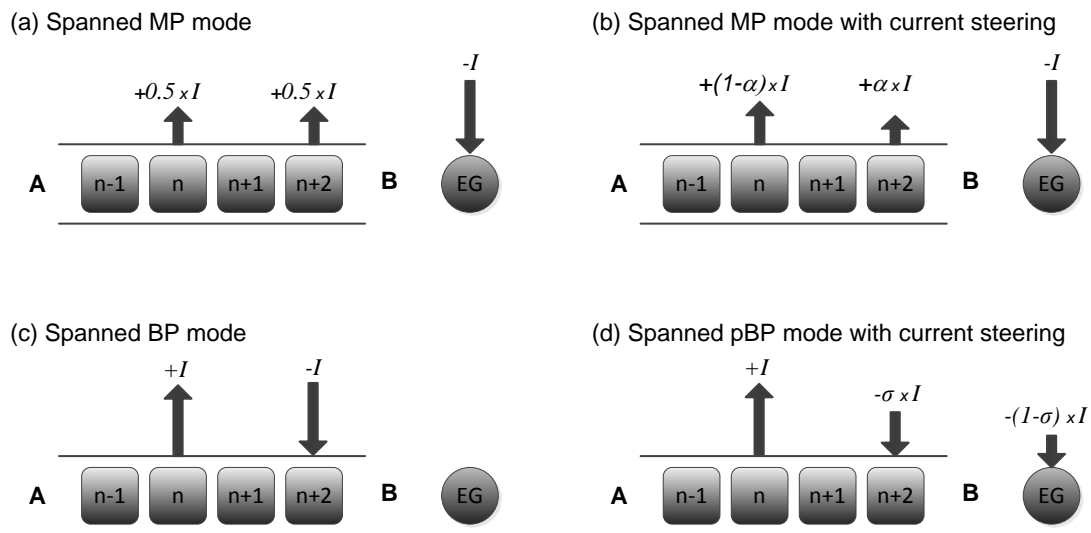 (a) Spanned MP mode
(b) Spanned MP mode with current steering
-I
-I
+0.5 x I
+0.5 x I
+(1-α) x I
+α x I
A
n-1
n
n+1
n+2
B
EG
A
n-1
n
n+1
n+2
B
EG
(c) Spanned BP mode
(d) Spanned pBP mode with current steering
+I
-I
+I
-σ x I
-(1-σ) x I
A
n-1
n
n+1
n+2
B
EG
A
n-1
n
n+1
n+2
B
EG